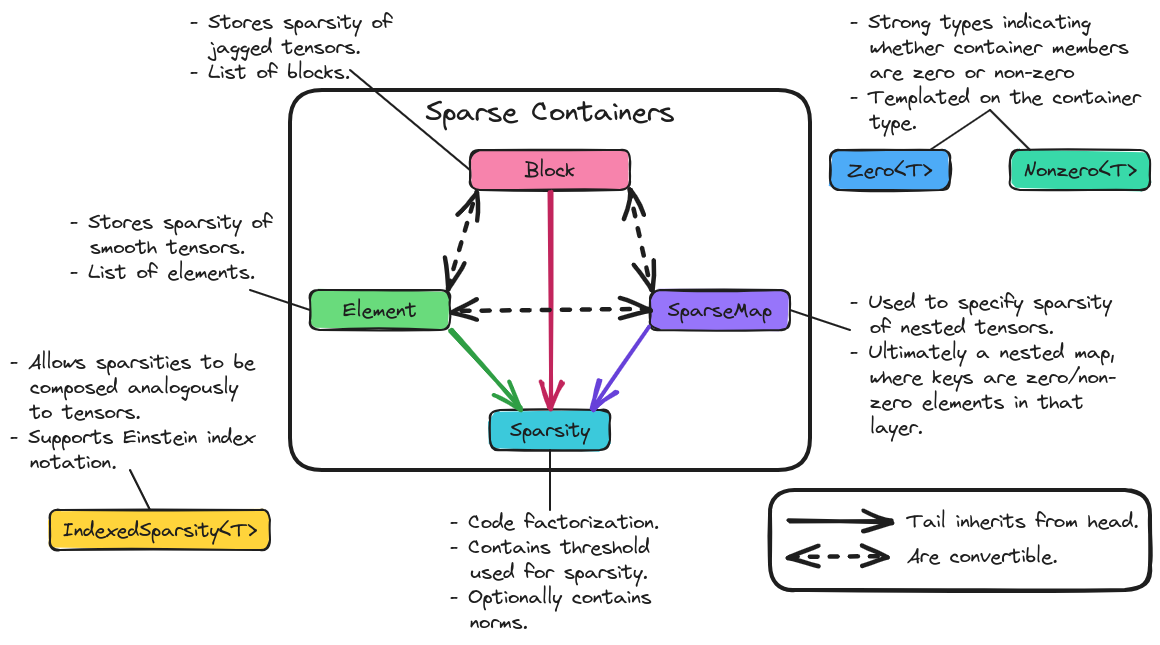 - Stores sparsity of
jagged tensors.
- List of blocks.
- Strong types indicating
whether container members
are zero or non-zero
- Templated on the container
type.
Sparse Containers
Block
Zero<T>
Nonzero<T>
- Stores sparsity of
smooth tensors.
- List of elements.
Element
SparseMap
- Used to specify sparsity
of nested tensors.
- Ultimately a nested map,
where keys are zero/non-
zero elements in that
layer.
- Allows sparsities to be
composed analogously
to tensors.
- Supports Einstein index
notation.
Sparsity
IndexedSparsity<T>
- Code factorization.
- Contains threshold
used for sparsity.
- Optionally contains
norms.
Tail inherits from head.
Are convertible.